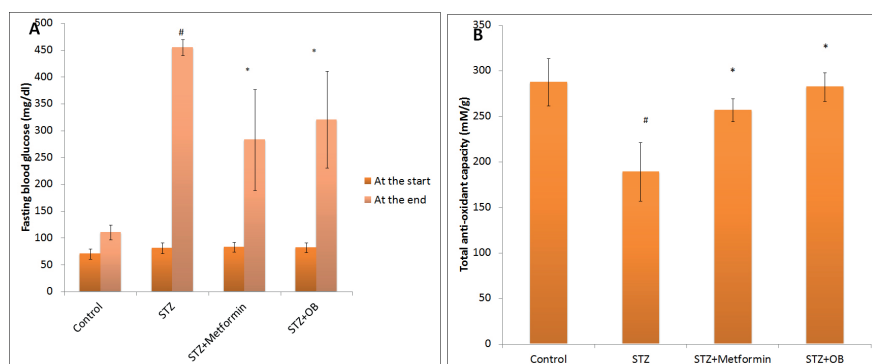 A
Fasting blood glucose (mg/dl)
500
450
400
350
300
250
200
150
100
50
0
#
*
*
At the start
At the end
Control
STZ
STZ+Metformin
STZ+OB
B
Total anti-oxidant capacity (mM/g)
350
300
250
200
150
100
50
0
#
*
*
Control
STZ
STZ+Metformin
STZ+OB